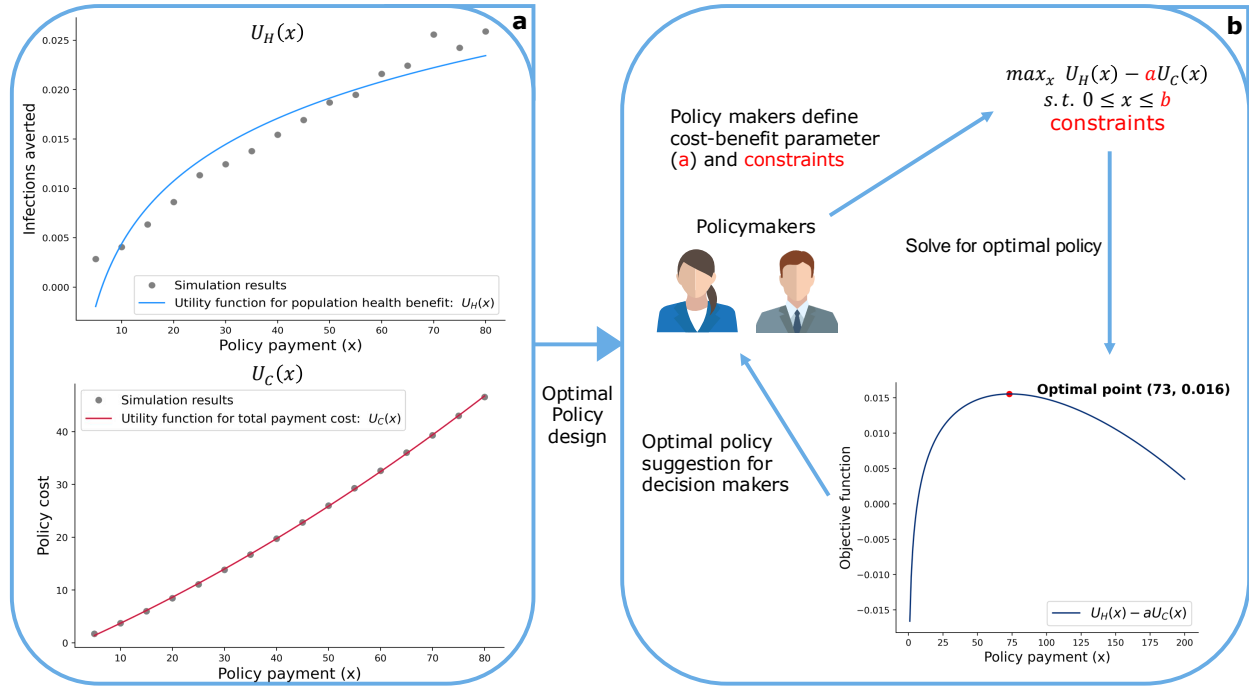 a
U_H(x)
Infections averted
0.025
0.020
0.015
0.010
0.005
0.000
Simulation results
Utility function for population health benefit: U_H(x)
10 20 30 40 50 60 70 80
Policy payment (x)
U_C(x)
Policy cost
40
30
20
10
0
Simulation results
Utility function for total payment cost: U_C(x)
10 20 30 40 50 60 70 80
Policy payment (x)
Optimal
Policy
design
b
max_x U_H(x) − aU_C(x)
s.t. 0 ≤ x ≤ b
constraints
Policy makers define
cost-benefit parameter
(a) and constraints
Policymakers
Solve for optimal policy
Optimal policy
suggestion for
decision makers
Optimal point (73, 0.016)
Objective function
0.015
0.010
0.005
0.000
−0.005
−0.010
−0.015
U_H(x) − aU_C(x)
0 25 50 75 100 125 150 175 200
Policy payment (x)